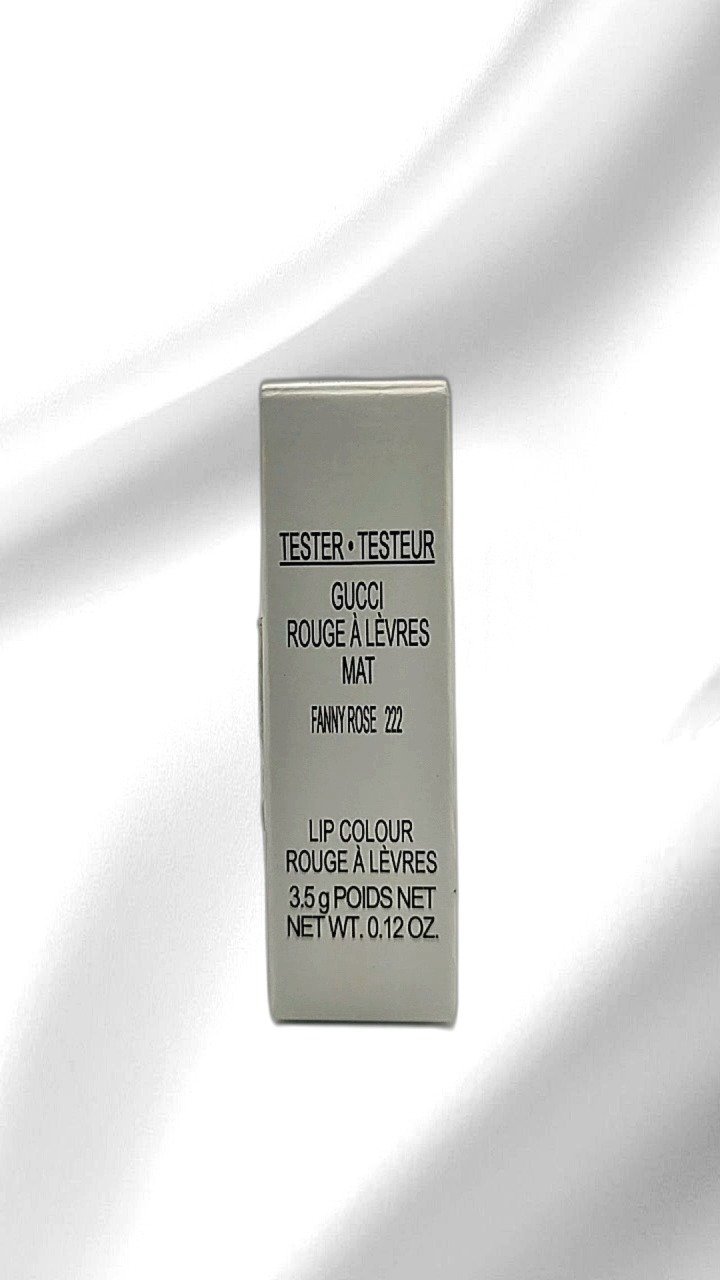 TESTER • TESTEUR
GUCCI
ROUGE À LÈVRES
MAT
FANNY ROSE 222
LIP COLOUR
ROUGE À LÈVRES
3.5 g POIDS NET
NET WT. 0.12 OZ.